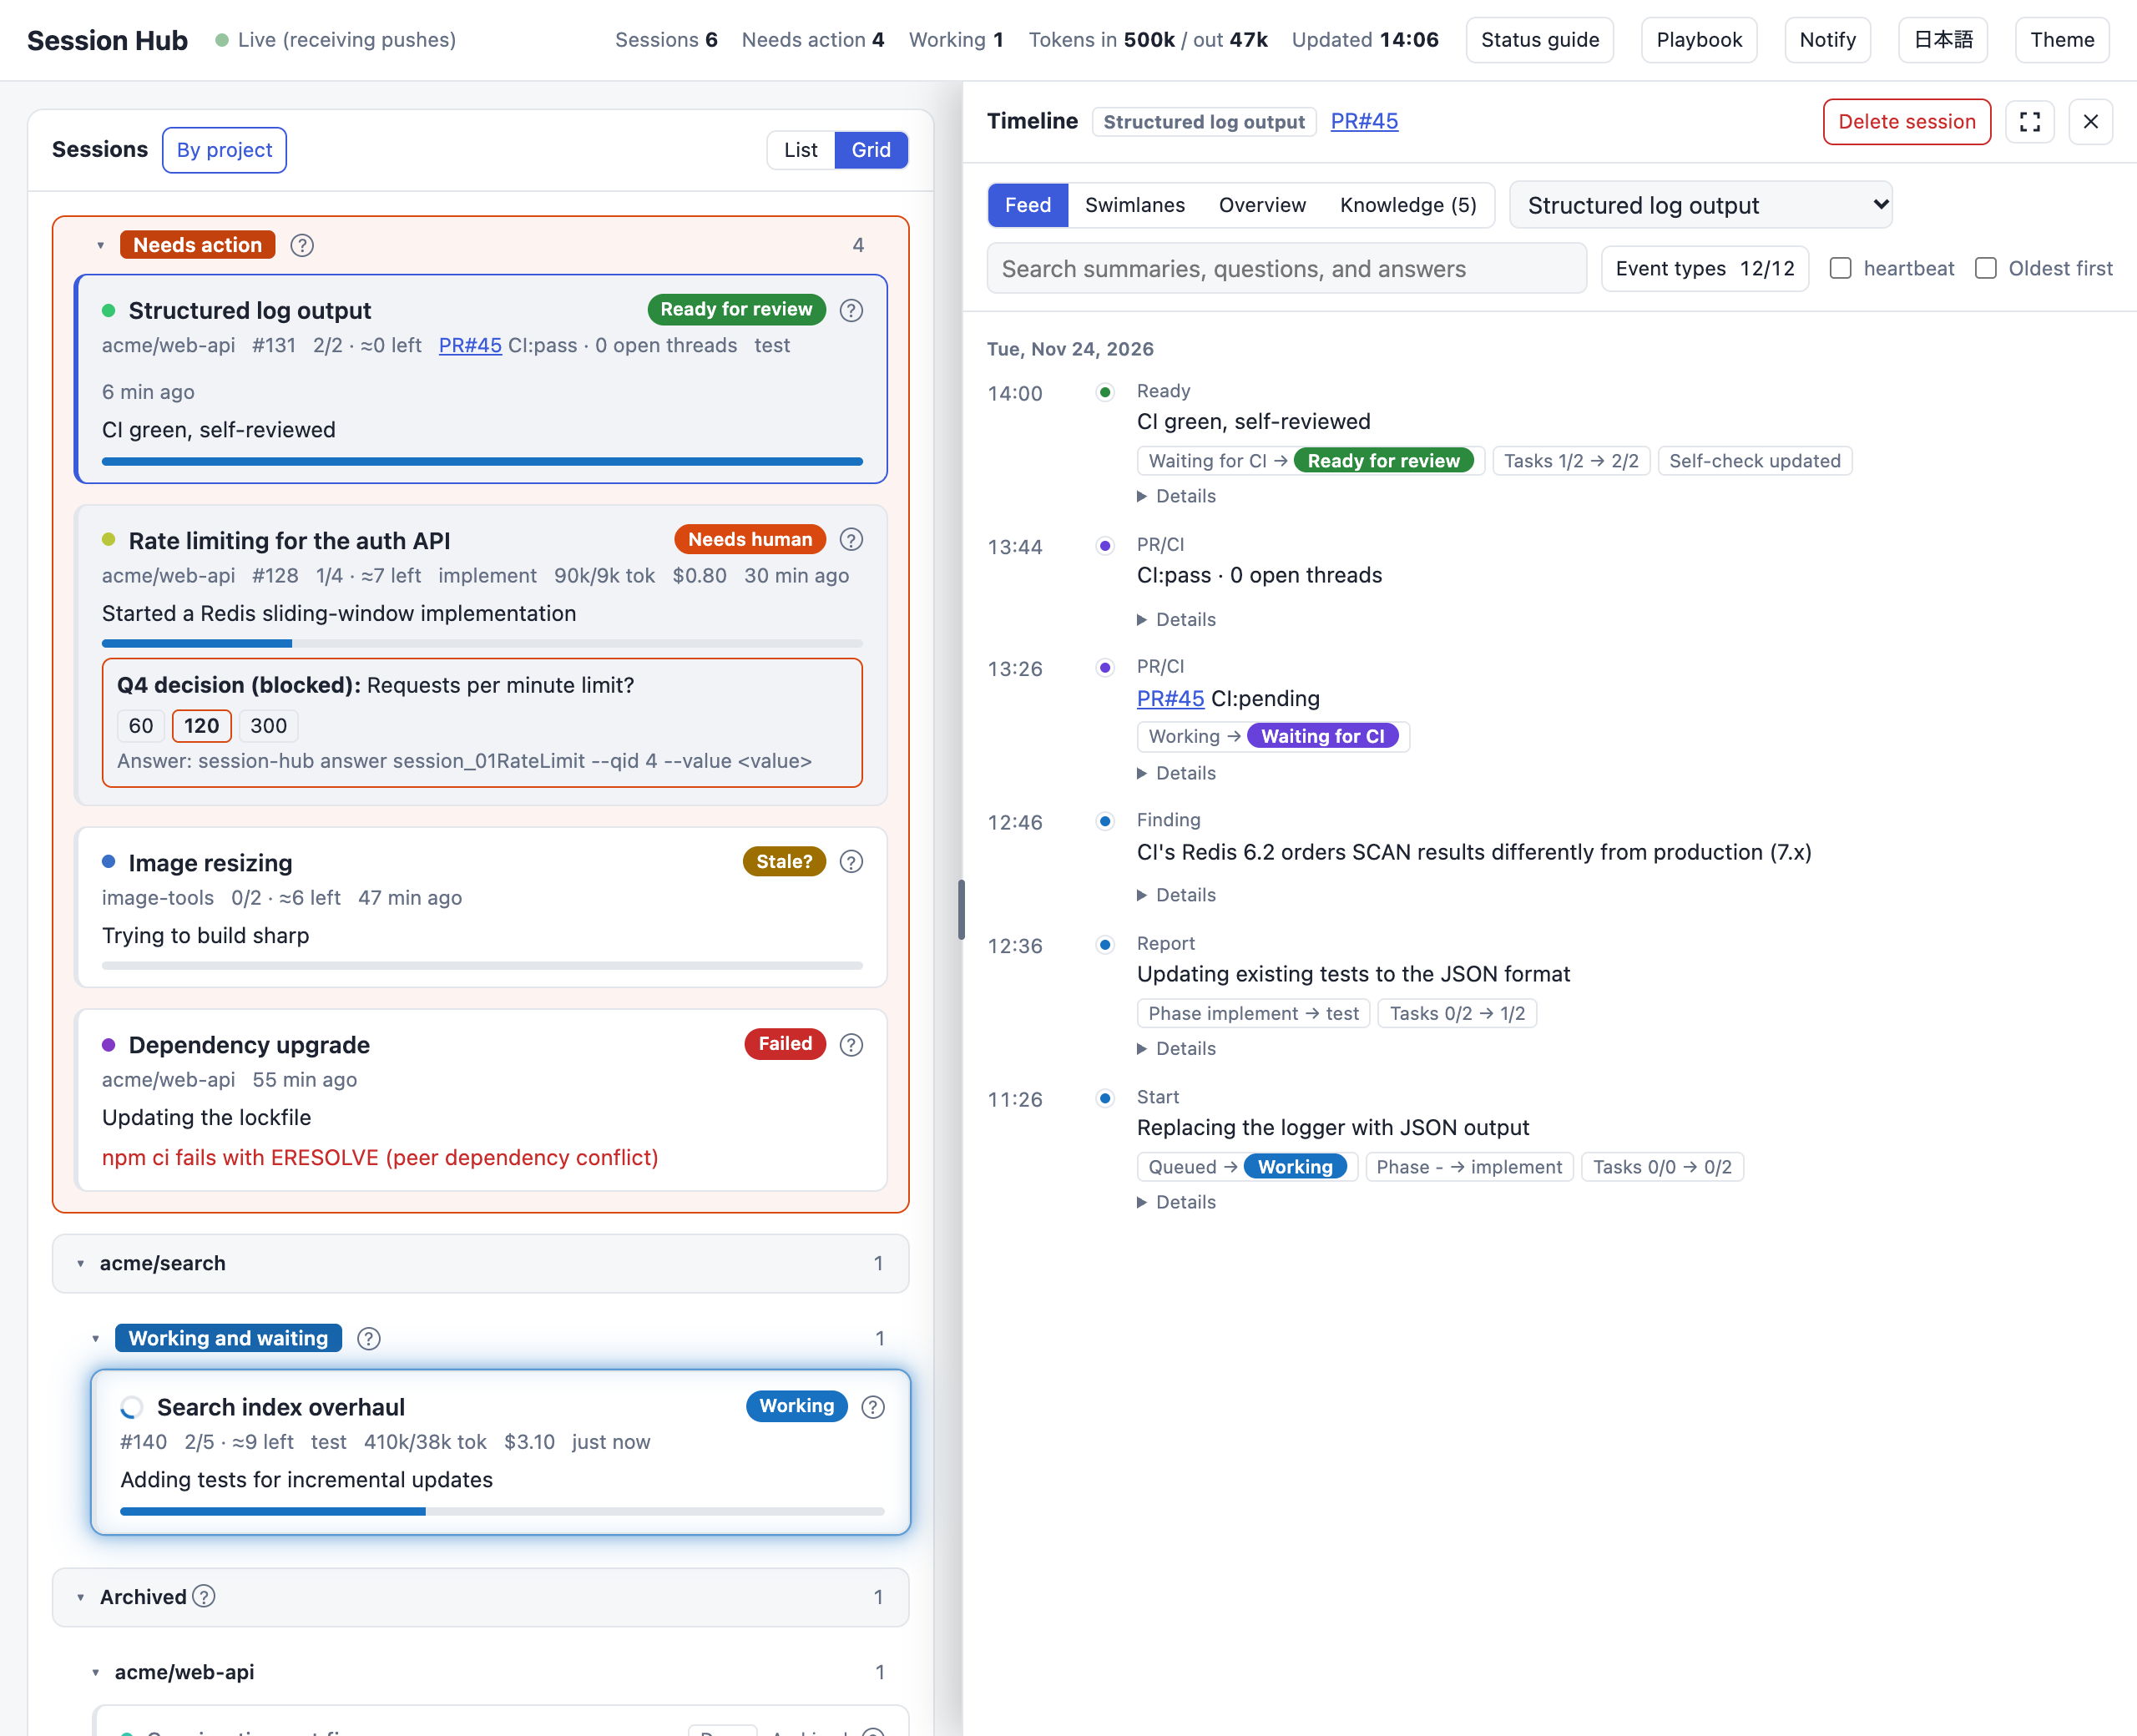 Session Hub
Live (receiving pushes)
Sessions 6 Needs action 4 Working 1 Tokens in 500k / out 47k Updated 14:06
Status guide
Playbook
Notify
日本語
Theme
Sessions
By project
List
Grid
Needs action
4
Structured log output
Ready for review
acme/web-api #131 2/2 · ≈0 left PR#45 CI:pass · 0 open threads test
6 min ago
CI green, self-reviewed
Rate limiting for the auth API
Needs human
acme/web-api #128 1/4 · ≈7 left implement 90k/9k tok $0.80 30 min ago
Started a Redis sliding-window implementation
Q4 decision (blocked): Requests per minute limit?
60
120
300
Answer: session-hub answer session_01RateLimit --qid 4 --value <value>
Image resizing
Stale?
image-tools 0/2 · ≈6 left 47 min ago
Trying to build sharp
Dependency upgrade
Failed
acme/web-api 55 min ago
Updating the lockfile
npm ci fails with ERESOLVE (peer dependency conflict)
acme/search
1
Working and waiting
1
Search index overhaul
Working
#140 2/5 · ≈9 left test 410k/38k tok $3.10 just now
Adding tests for incremental updates
Archived
1
acme/web-api
1
Timeline
Structured log output
PR#45
Delete session
Feed
Swimlanes
Overview
Knowledge (5)
Structured log output
Search summaries, questions, and answers
Event types 12/12
heartbeat
Oldest first
Tue, Nov 24, 2026
14:00
Ready
CI green, self-reviewed
Waiting for CI → Ready for review
Tasks 1/2 → 2/2
Self-check updated
Details
13:44
PR/CI
CI:pass · 0 open threads
Details
13:26
PR/CI
PR#45 CI:pending
Working → Waiting for CI
Details
12:46
Finding
CI's Redis 6.2 orders SCAN results differently from production (7.x)
Details
12:36
Report
Updating existing tests to the JSON format
Phase implement → test
Tasks 0/2 → 1/2
Details
11:26
Start
Replacing the logger with JSON output
Queued → Working
Phase - → implement
Tasks 0/0 → 0/2
Details